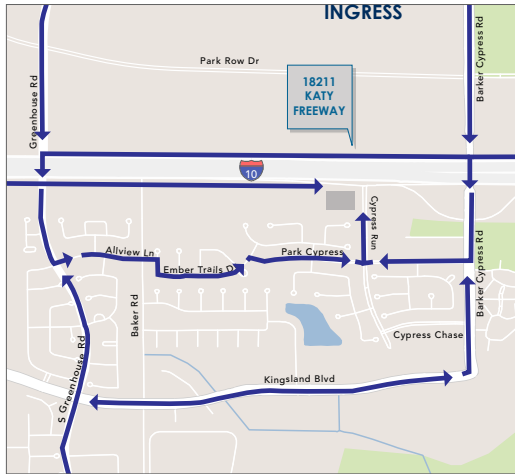 INGRESS
Park Row Dr
Barker Cypress Rd
18211
KATY
FREEWAY
Greenhouse Rd
10
Cypress Run
Allview Ln
Park Cypress
Ember Trails D
Barker Cypress Rd
Baker Rd
Cypress Chase
S Greenhouse Rd
Kingsland Blvd